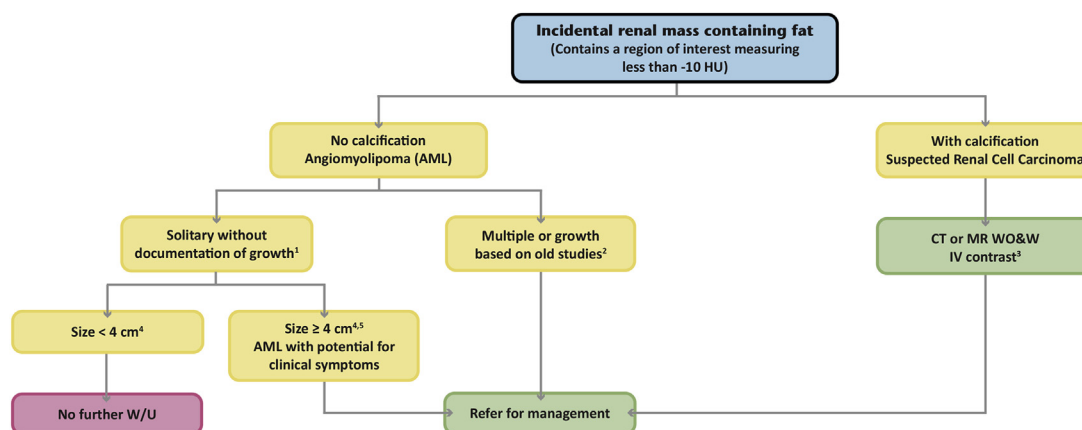 Incidental renal mass containing fat
(Contains a region of interest measuring
less than -10 HU)
No calcification
Angiomyolipoma (AML)
With calcification
Suspected Renal Cell Carcinoma
Solitary without
documentation of growth¹
Multiple or growth
based on old studies²
CT or MR WO&W
IV contrast³
Size < 4 cm⁴
Size ≥ 4 cm⁴,⁵
AML with potential for
clinical symptoms
No further W/U
Refer for management